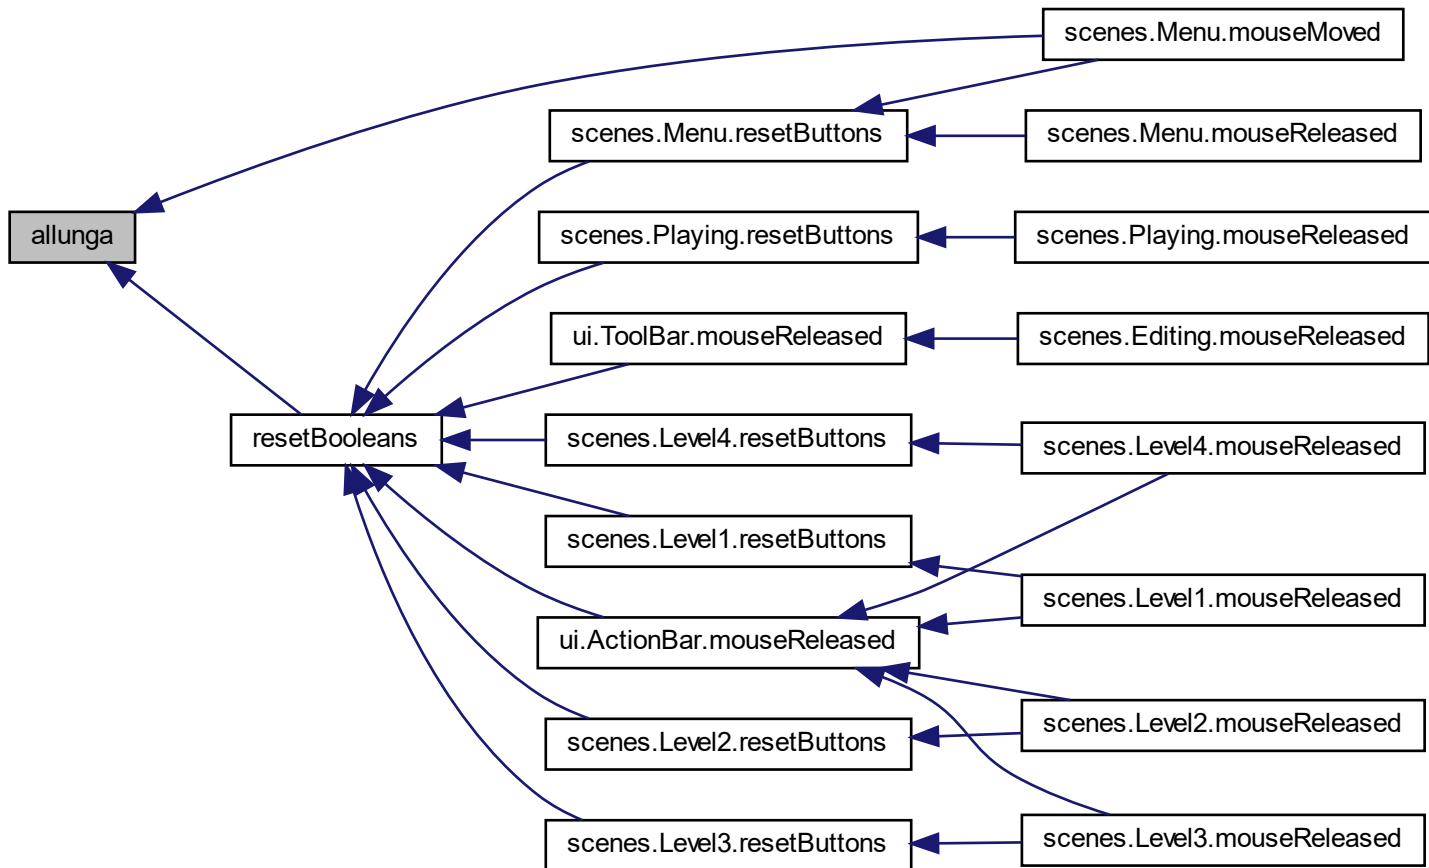 scenes.Menu.mouseMoved
scenes.Menu.resetButtons
scenes.Menu.mouseReleased
allunga
scenes.Playing.resetButtons
scenes.Playing.mouseReleased
ui.ToolBar.mouseReleased
scenes.Editing.mouseReleased
resetBooleans
scenes.Level4.resetButtons
scenes.Level4.mouseReleased
scenes.Level1.resetButtons
scenes.Level1.mouseReleased
ui.ActionBar.mouseReleased
scenes.Level2.resetButtons
scenes.Level2.mouseReleased
scenes.Level3.resetButtons
scenes.Level3.mouseReleased